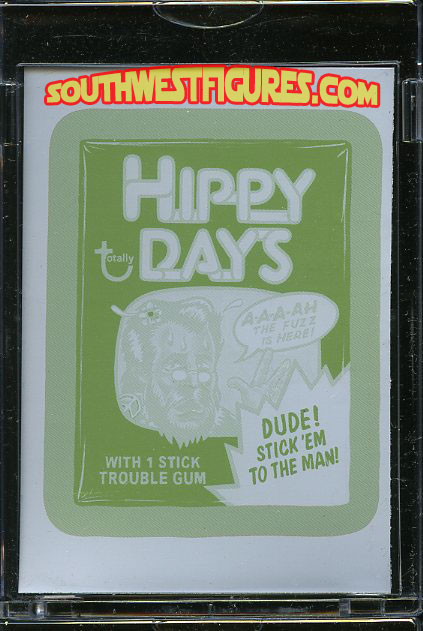 SOUTHWESTFIGURES.COM
HIPPY
DAYS
totally
A-A-A-AH
THE FUZZ
IS HERE!
DUDE!
STICK 'EM
TO THE MAN!
WITH 1 STICK
TROUBLE GUM